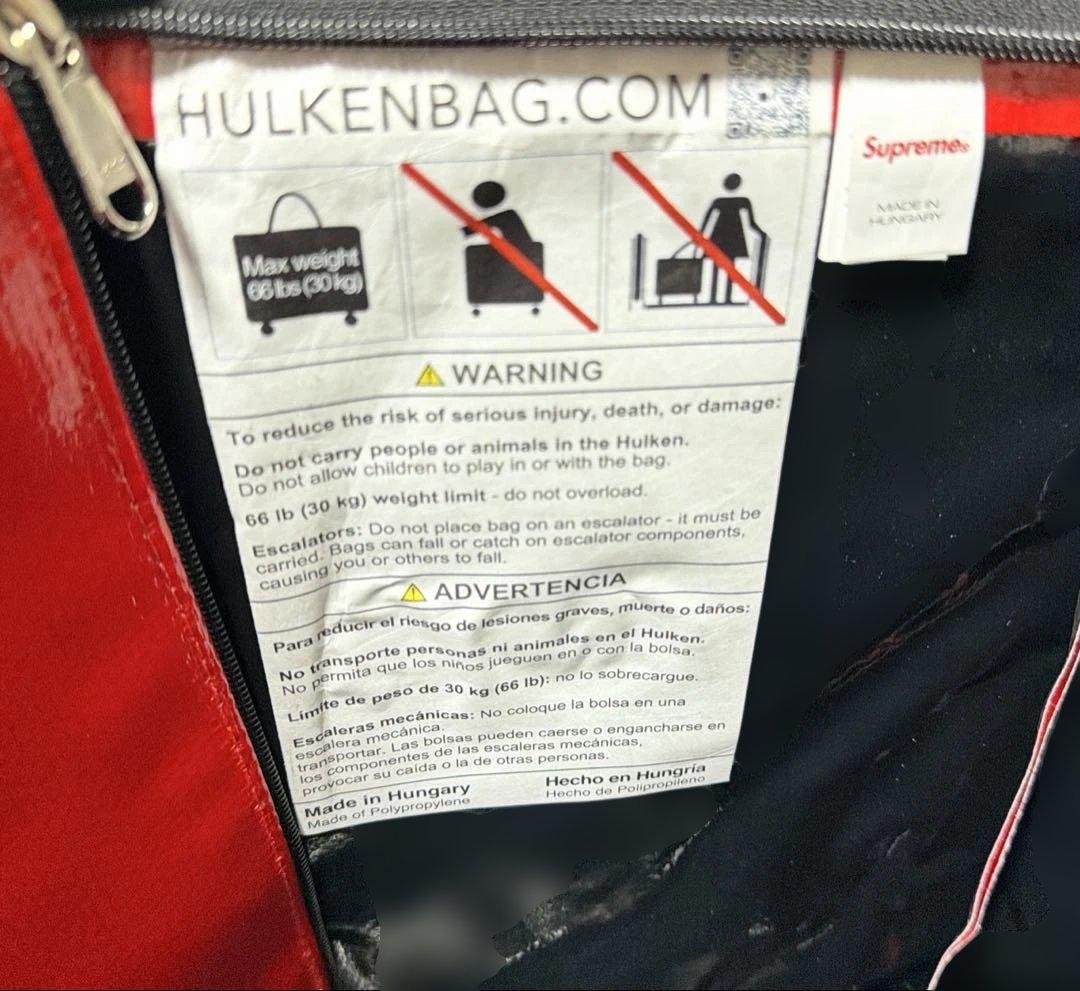 HULKENBAG.COM
Supreme®
MADE IN
HUNGARY
Max weight
66 lbs (30 kg)
WARNING
To reduce the risk of serious injury, death, or damage:
Do not carry people or animals in the Hulken.
Do not allow children to play in or with the bag.
66 lb (30 kg) weight limit - do not overload.
Escalators: Do not place bag on an escalator - it must be
carried. Bags can fall or catch on escalator components,
causing you or others to fall.
ADVERTENCIA
Para reducir el riesgo de lesiones graves, muerte o daños:
No transporte personas ni animales en el Hulken.
No permita que los niños jueguen en o con la bolsa.
Límite de peso de 30 kg (66 lb): no lo sobrecargue.
Escaleras mecánicas: No coloque la bolsa en una
escalera mecánica.
transportar. Las bolsas pueden caerse o engancharse en
los componentes de las escaleras mecánicas,
provocar su caída o la de otras personas.
Made in Hungary
Made of Polypropylene
Hecho en Hungría
Hecho de Polipropileno